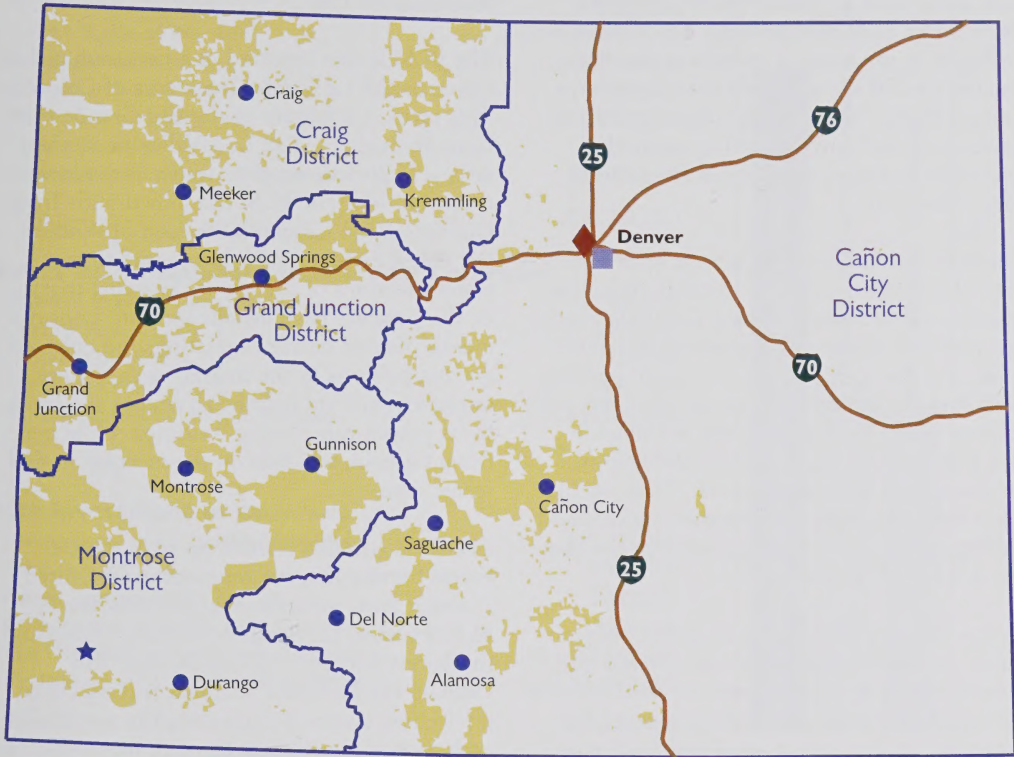 Craig
Craig
District
25
76
Meeker
Kremmling
Denver
Glenwood Springs
Cañon
City
District
70
Grand Junction
District
70
Grand
Junction
Gunnison
Montrose
Cañon City
Saguache
Montrose
District
25
Del Norte
Durango
Alamosa